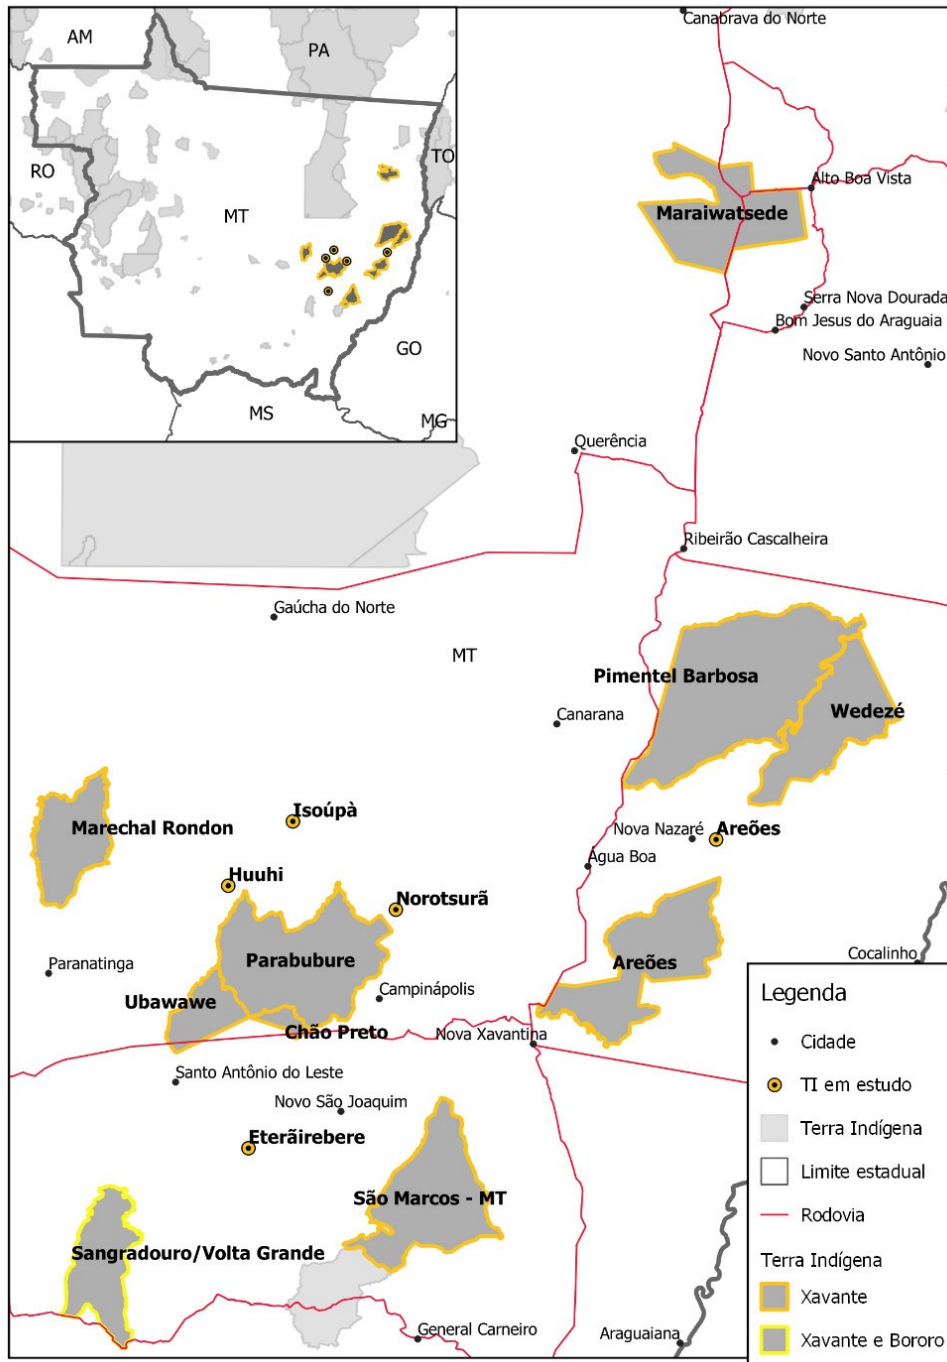 Canabrava do Norte
AM
PA
RO
TO
MT
GO
MS
MG
Alto Boa Vista
Maraiwatsede
Serra Nova Dourada
Bom Jesus do Araguaia
Novo Santo Antônio
Querência
Ribeirão Cascalheira
Gaúcha do Norte
MT
Pimentel Barbosa
Wedezé
Canarana
Isoúpà
Marechal Rondon
Nova Nazaré
Areões
Água Boa
Huuhi
Norotsurã
Parabubure
Areões
Paranatinga
Cocalinho
Ubawawe
Campinápolis
Chão Preto
Nova Xavantina
Santo Antônio do Leste
Novo São Joaquim
Eterãirebere
São Marcos - MT
Sangradouro/Volta Grande
General Carneiro
Araguaiana
Legenda
Cidade
TI em estudo
Terra Indígena
Limite estadual
Rodovia
Terra Indígena
Xavante
Xavante e Bororo